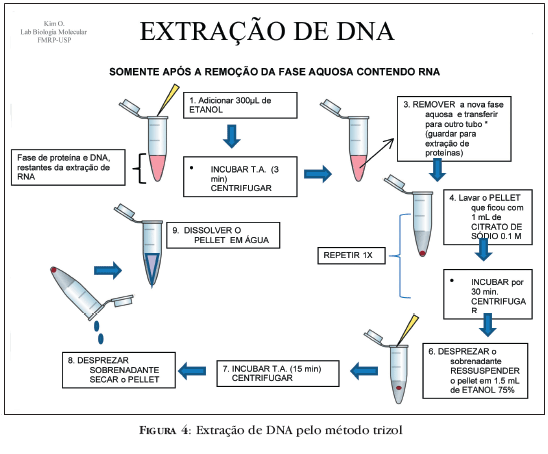 Kim O.
Lab Biologia Molecular
FMRP-USP
EXTRAÇÃO DE DNA
SOMENTE APÓS A REMOÇÃO DA FASE AQUOSA CONTENDO RNA
1. Adicionar 300µL de
ETANOL
3. REMOVER a nova fase
aquosa e transferir
para outro tubo *
(guardar para
extração de
proteínas)
Fase de proteína e DNA,
restantes da extração de
RNA
• INCUBAR T.A. (3
min)
CENTRIFUGAR
4. Lavar o PELLET
que ficou com
1 mL de
CITRATO DE
SÓDIO 0.1 M
9. DISSOLVER O
PELLET EM ÁGUA
REPETIR 1X
• INCUBAR por
30 min.
CENTRIFUGA
R
8. DESPREZAR
SOBRENADANTE
SECAR o PELLET
7. INCUBAR T.A. (15 min)
CENTRIFUGAR
6. DESPREZAR o
sobrenadante
RESSUSPENDER
o pellet em 1.5 mL
de ETANOL 75%
FIGURA 4: Extração de DNA pelo método trizol